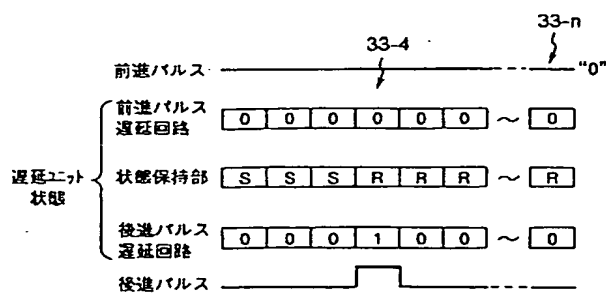 33-4
33-n
前進パルス "0"
前進パルス
遅延回路
0 0 0 0 0 0 ～ 0
遅延ユニット
状態
状態保持部 S S S R R R ～ R
後進パルス
遅延回路
0 0 0 1 0 0 ～ 0
後進パルス